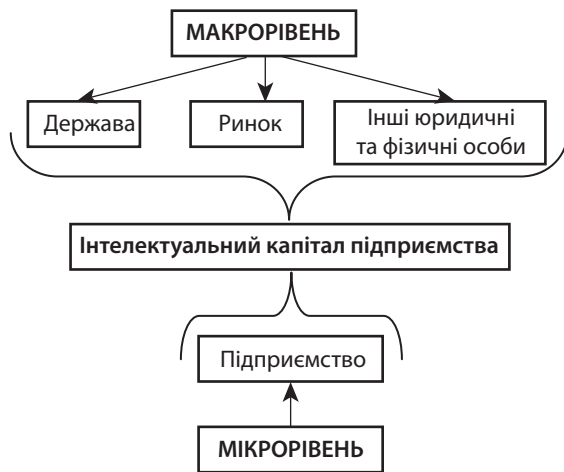 МАКРОРІВЕНЬ
Держава
Ринок
Інші юридичні
та фізичні особи
Інтелектуальний капітал підприємства
Підприємство
МІКРОРІВЕНЬ